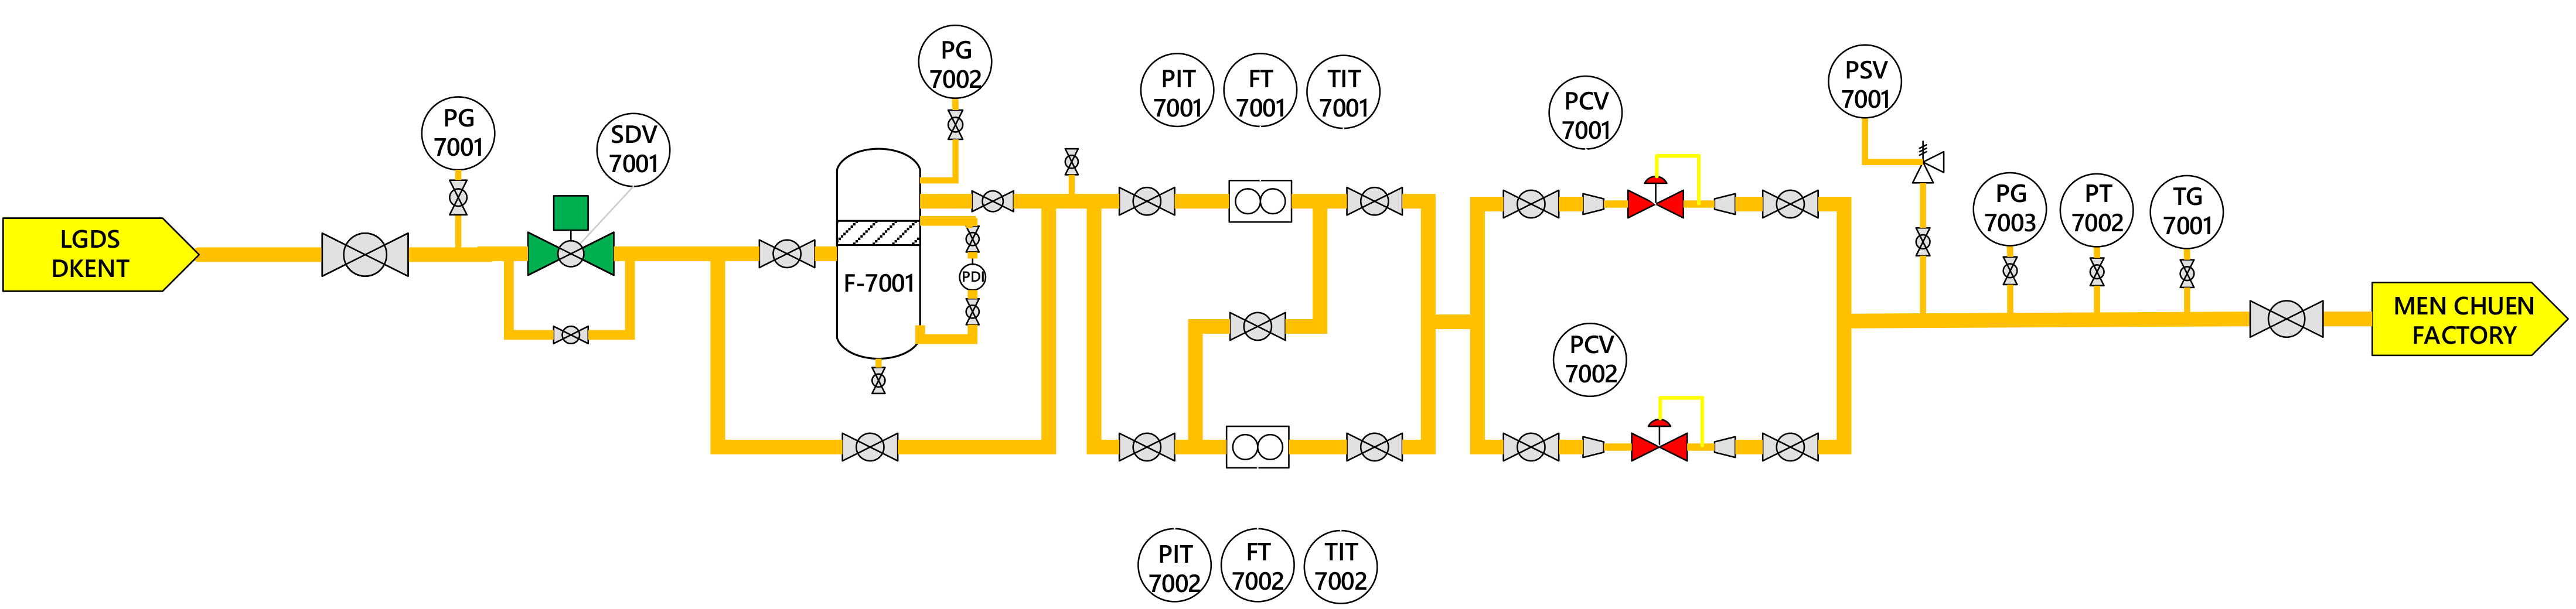 LGDS
DKENT
PG
7001
SDV
7001
PG
7002
F-7001
PDI
PIT
7001
FT
7001
TIT
7001
PIT
7002
FT
7002
TIT
7002
PCV
7001
PCV
7002
PSV
7001
PG
7003
PT
7002
TG
7001
MEN CHUEN
FACTORY